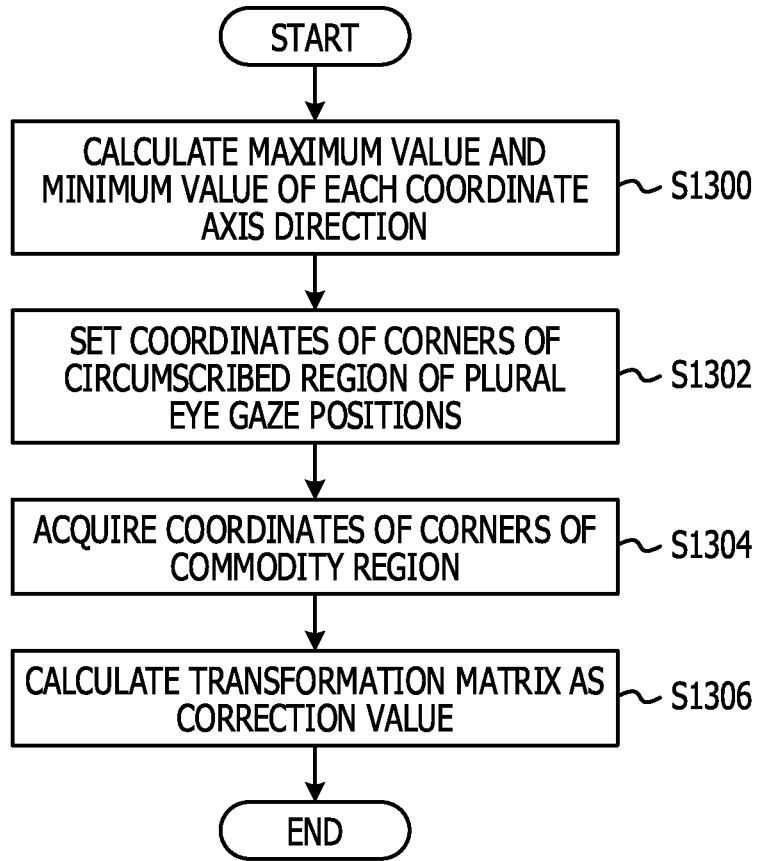 START
CALCULATE MAXIMUM VALUE AND
MINIMUM VALUE OF EACH COORDINATE
AXIS DIRECTION
S1300
SET COORDINATES OF CORNERS OF
CIRCUMSCRIBED REGION OF PLURAL
EYE GAZE POSITIONS
S1302
ACQUIRE COORDINATES OF CORNERS OF
COMMODITY REGION
S1304
CALCULATE TRANSFORMATION MATRIX AS
CORRECTION VALUE
S1306
END